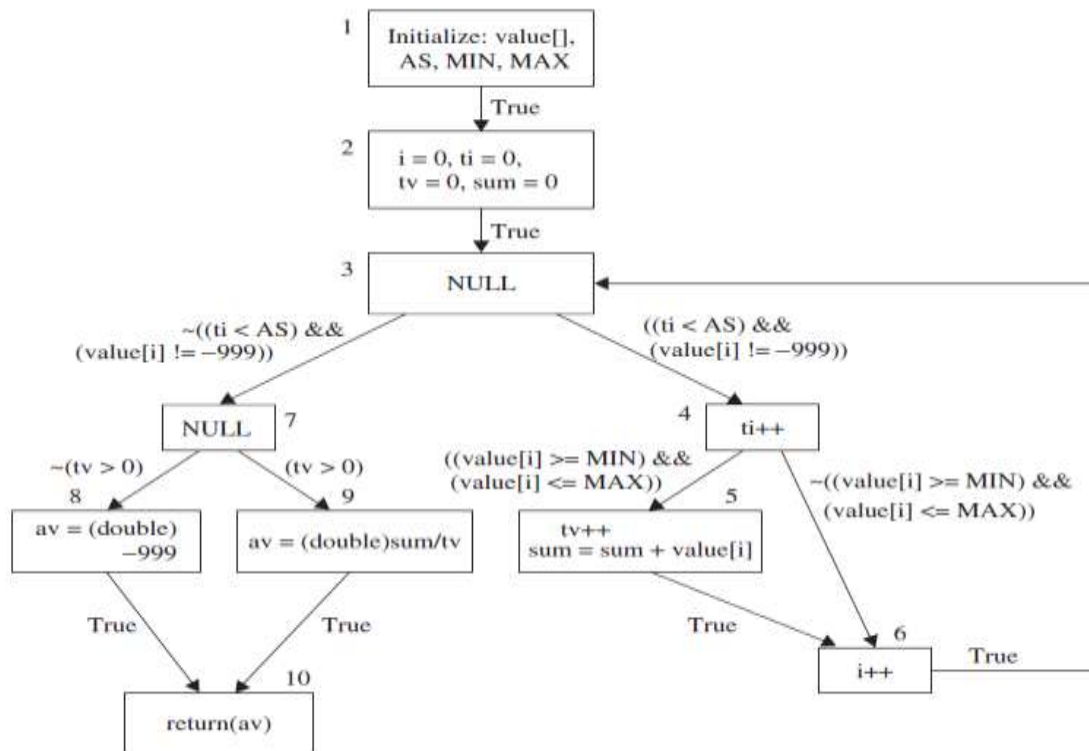 1
Initialize: value[],
AS, MIN, MAX
True
2
i = 0, ti = 0,
tv = 0, sum = 0
True
3
NULL
~((ti < AS) &&
(value[i] != −999))
((ti < AS) &&
(value[i] != −999))
NULL
7
4
ti++
~(tv > 0)
(tv > 0)
((value[i] >= MIN) &&
(value[i] <= MAX))
~((value[i] >= MIN) &&
(value[i] <= MAX))
8
av = (double)
−999
9
av = (double)sum/tv
5
tv++
sum = sum + value[i]
True
True
True
6
i++
True
10
return(av)